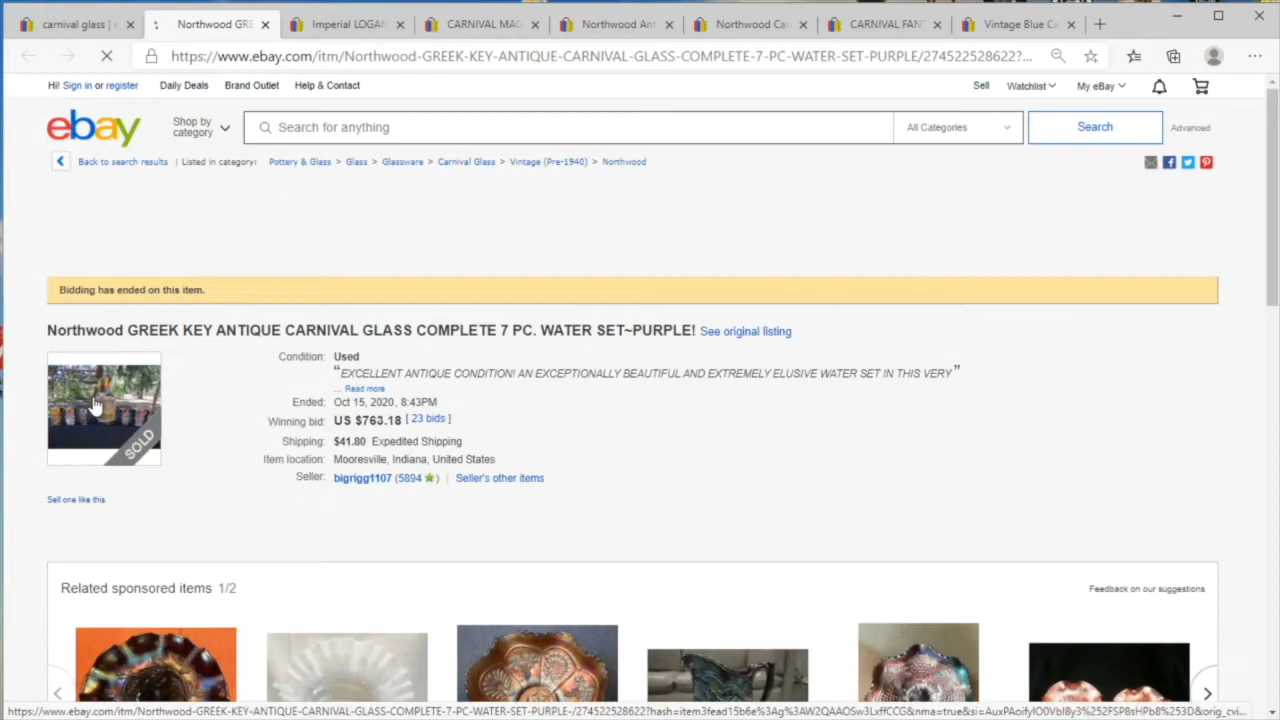 carnival glass | e
Northwood GRE
Imperial LOGAN
CARNIVAL MAG
Northwood Ant
Northwood Car
CARNIVAL FANT
Vintage Blue Ca
https://www.ebay.com/itm/Northwood-GREEK-KEY-ANTIQUE-CARNIVAL-GLASS-COMPLETE-7-PC-WATER-SET-PURPLE/274522528622?...
Hi! Sign in or register
Daily Deals
Brand Outlet
Help & Contact
Sell
Watchlist
My eBay
ebay
Shop by
category
Search for anything
All Categories
Search
Advanced
Back to search results | Listed in category: Pottery & Glass > Glass > Glassware > Carnival Glass > Vintage (Pre-1940) > Northwood
Bidding has ended on this item.
Northwood GREEK KEY ANTIQUE CARNIVAL GLASS COMPLETE 7 PC. WATER SET~PURPLE! See original listing
Condition: Used
“EXCELLENT ANTIQUE CONDITION! AN EXCEPTIONALLY BEAUTIFUL AND EXTREMELY ELUSIVE WATER SET IN THIS VERY”
... Read more
Ended: Oct 15, 2020, 8:43PM
Winning bid: US $763.18 [ 23 bids ]
Shipping: $41.80 Expedited Shipping
Item location: Mooresville, Indiana, United States
Seller: bigrigg1107 (5894 ) | Seller's other items
SOLD
Sell one like this
Related sponsored items 1/2
Feedback on our suggestions